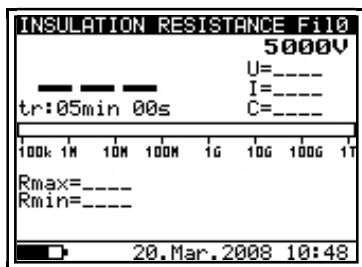 INSULATION RESISTANCE Fil0
5000V
U=____
--- I=____
tr:05min 00s C=____
100k 1M 10M 100M 1G 10G 100G 1T
Rmax=____
Rmin=____
20.Mar.2008 10:48